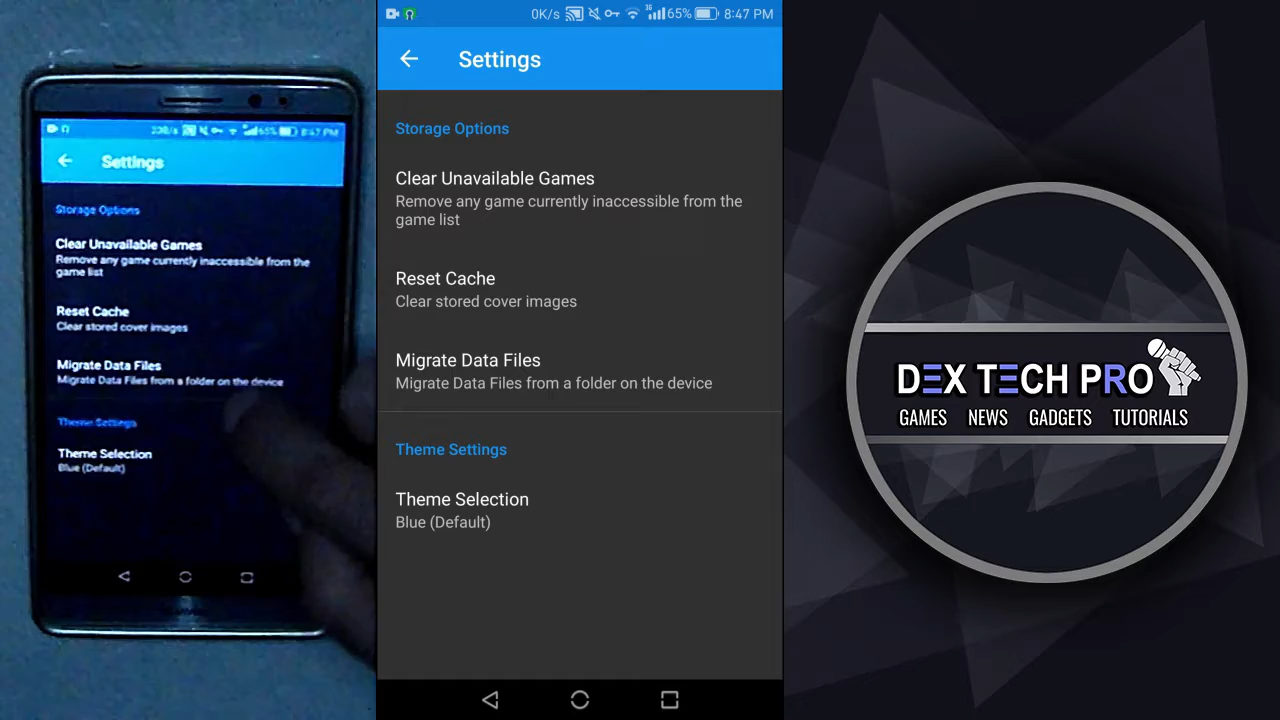 8:47 PM
Settings
Storage Options
Clear Unavailable Games
Remove any game currently inaccessible from the
game list
Reset Cache
Clear stored cover images
Migrate Data Files
Migrate Data Files from a folder on the device
Theme Settings
Theme Selection
Blue (Default)
0K/s 3G 65% 8:47 PM
Settings
Storage Options
Clear Unavailable Games
Remove any game currently inaccessible from the
game list
Reset Cache
Clear stored cover images
Migrate Data Files
Migrate Data Files from a folder on the device
Theme Settings
Theme Selection
Blue (Default)
DEX TECH PRO
GAMES NEWS GADGETS TUTORIALS